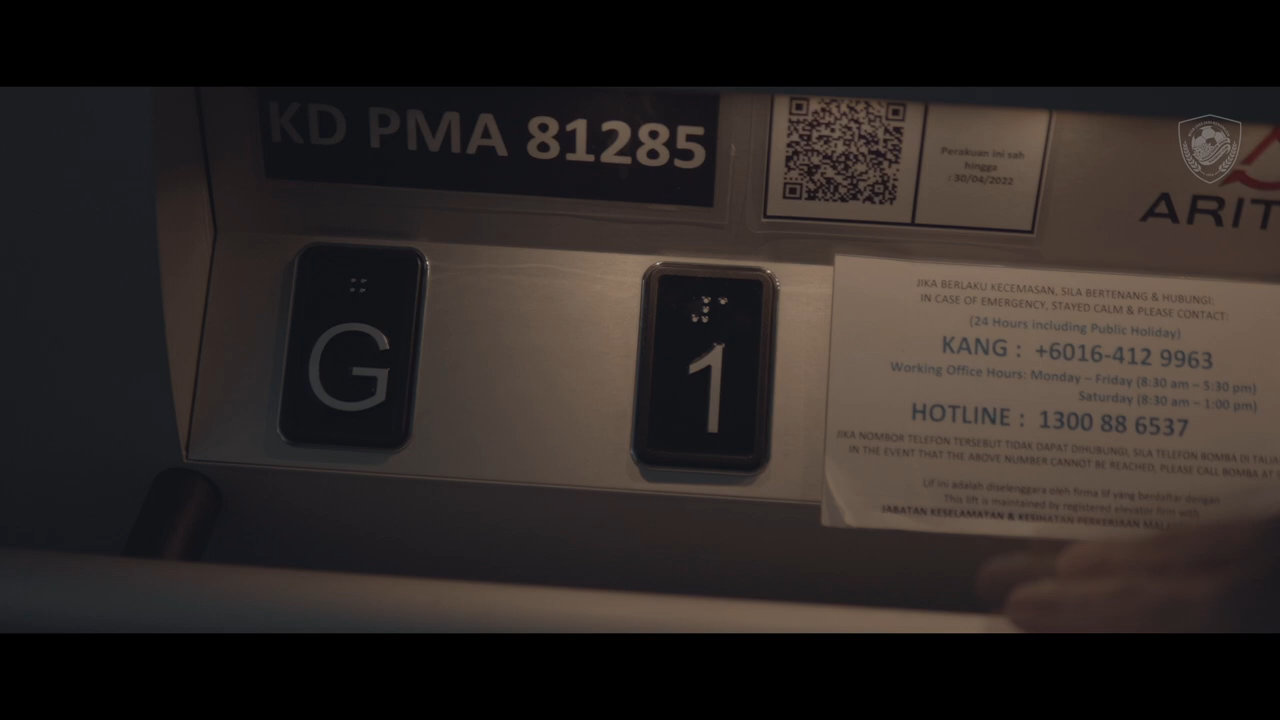 KD PMA 81285
Perakuan ini sah
hingga
: 30/04/2022
G
1
JIKA BERLAKU KECEMASAN, SILA BERTENANG & HUBUNGI:
IN CASE OF EMERGENCY, STAYED CALM & PLEASE CONTACT:
(24 Hours including Public Holiday)
KANG : +6016-412 9963
Working Office Hours: Monday – Friday (8:30 am – 5:30 pm)
Saturday (8:30 am – 1:00 pm)
HOTLINE : 1300 88 6537
JIKA NOMBOR TELEFON TERSEBUT TIDAK DAPAT DIHUBUNGI, SILA TELEFON BOMBA DI
IN THE EVENT THAT THE ABOVE NUMBER CANNOT BE REACHED, PLEASE CALL BOMBA
Lif ini adalah diselenggara oleh firma lif yang berdaftar dengan
This lift is maintained by registered elevator firm with
JABATAN KESELAMATAN & KESIHATAN PEKERJAAN